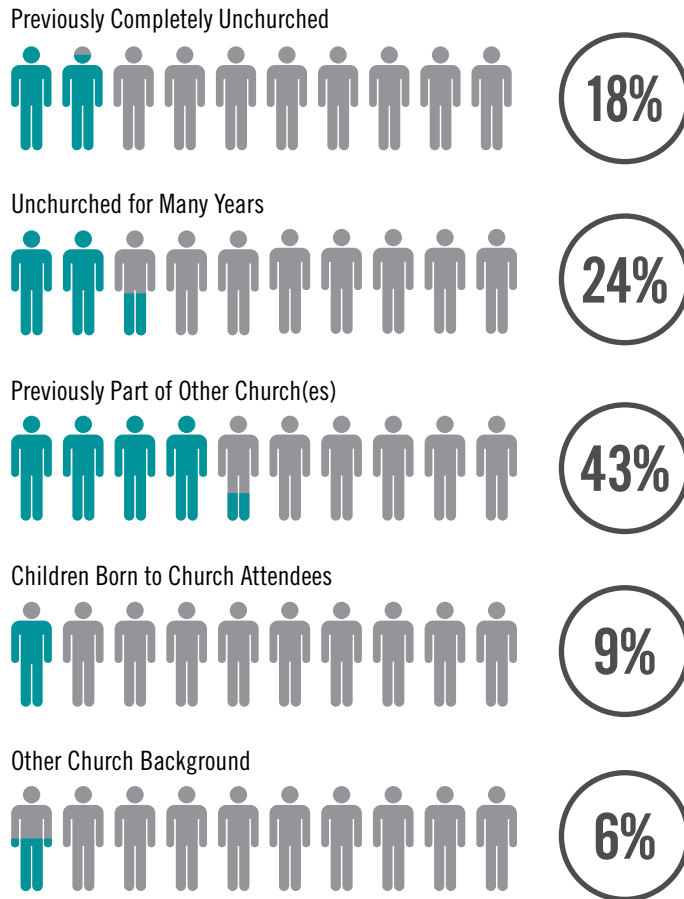 Previously Completely Unchurched
18%
Unchurched for Many Years
24%
Previously Part of Other Church(es)
43%
Children Born to Church Attendees
9%
Other Church Background
6%